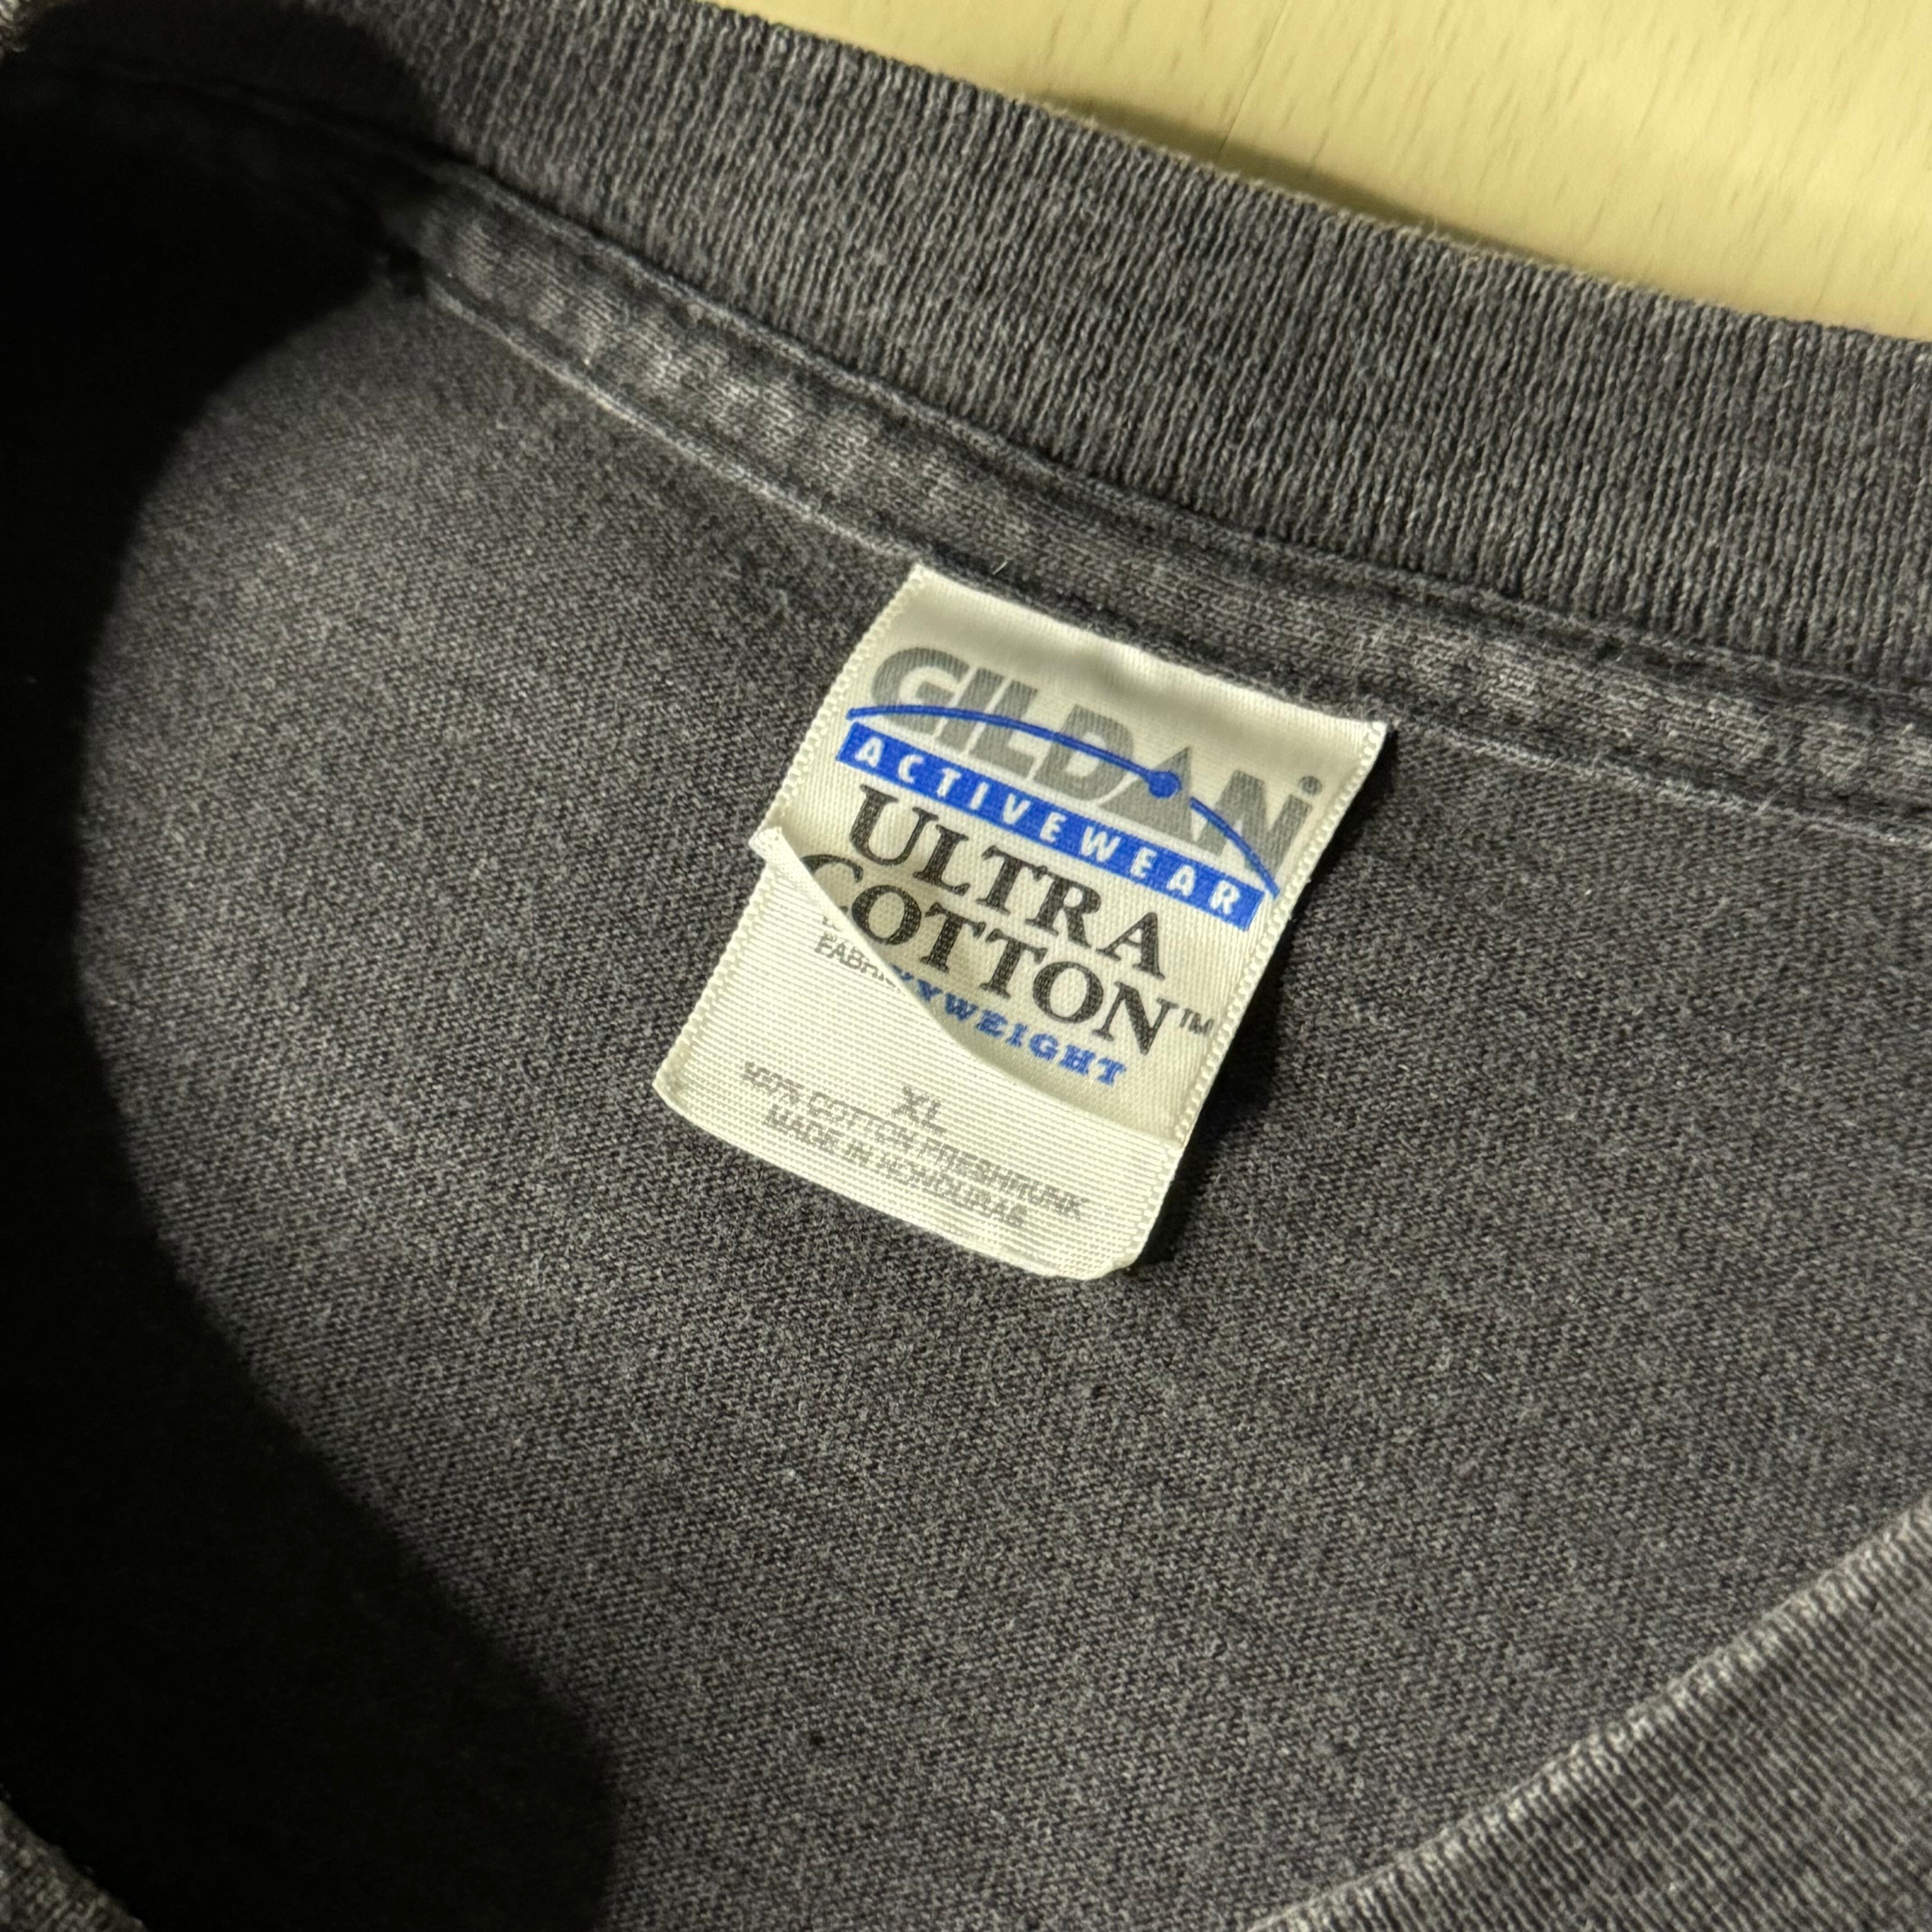 GILDAN
ACTIVEWEAR
ULTRA
COTTON™
XL
100% COTTON PRESHRUNK
MADE IN HONDURAS